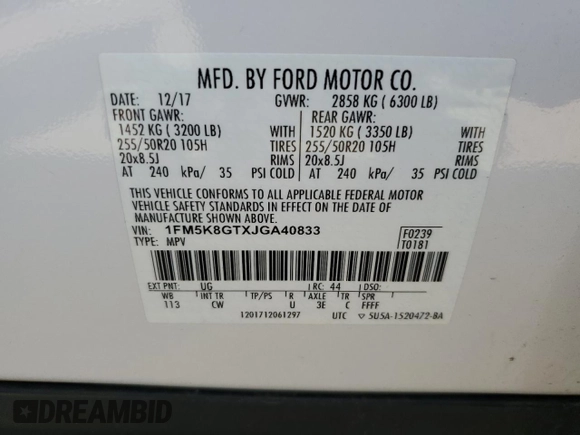 MFD. BY FORD MOTOR CO.
DATE: 12/17 GVWR: 2858 KG ( 6300 LB)
FRONT GAWR: REAR GAWR:
1452 KG ( 3200 LB) WITH 1520 KG ( 3350 LB) WITH
255/50R20 105H TIRES 255/50R20 105H TIRES
20x8.5J RIMS 20x8.5J RIMS
AT 240 kPa/ 35 PSI COLD AT 240 kPa/ 35 PSI COLD
THIS VEHICLE CONFORMS TO ALL APPLICABLE FEDERAL MOTOR
VEHICLE SAFETY STANDARDS IN EFFECT ON THE DATE OF
MANUFACTURE SHOWN ABOVE.
VIN: 1FM5K8GTXJGA40833 F0239
TYPE: MPV T0181
EXT PNT: UG RC: 44 DSO:
WB INT TR TP/PS R AXLE TR SPR
113 CW U 3E C FFFF
1201712061297 UTC ▽ 5U5A-1520472-8A
DREAMBID